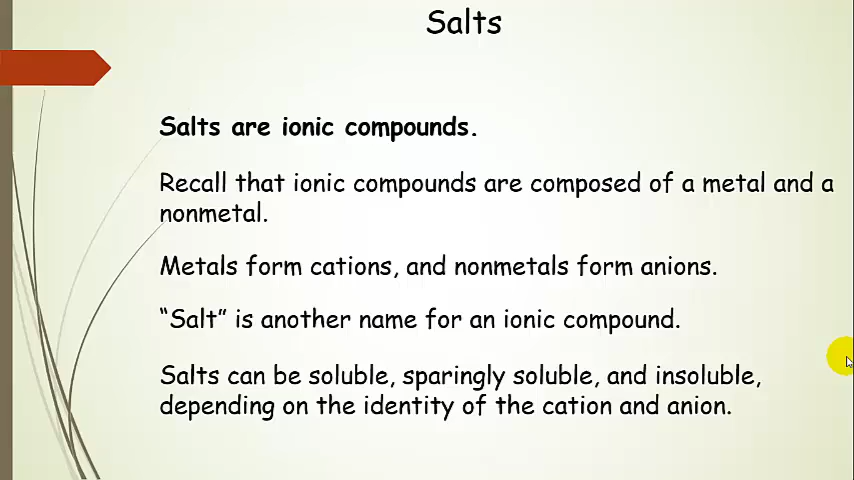 Salts
Salts are ionic compounds.
Recall that ionic compounds are composed of a metal and a
nonmetal.
Metals form cations, and nonmetals form anions.
“Salt” is another name for an ionic compound.
Salts can be soluble, sparingly soluble, and insoluble,
depending on the identity of the cation and anion.